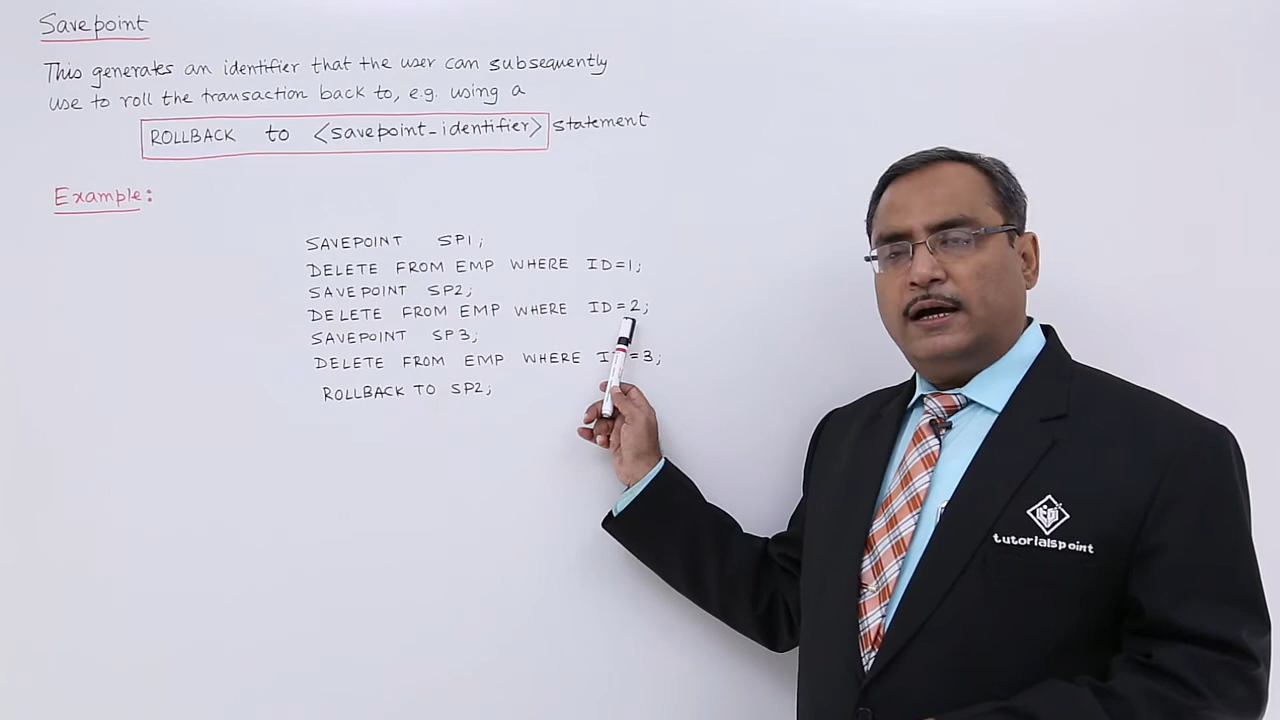 Savepoint
This generates an identifier that the user can subsequently
use to roll the transaction back to, e.g. using a
ROLLBACK to <savepoint-identifier> statement
Example:
SAVEPOINT SP1;
DELETE FROM EMP WHERE ID=1;
SAVEPOINT SP2;
DELETE FROM EMP WHERE ID=2;
SAVEPOINT SP3;
DELETE FROM EMP WHERE ID=3;
ROLLBACK TO SP2;
tutorialspoint